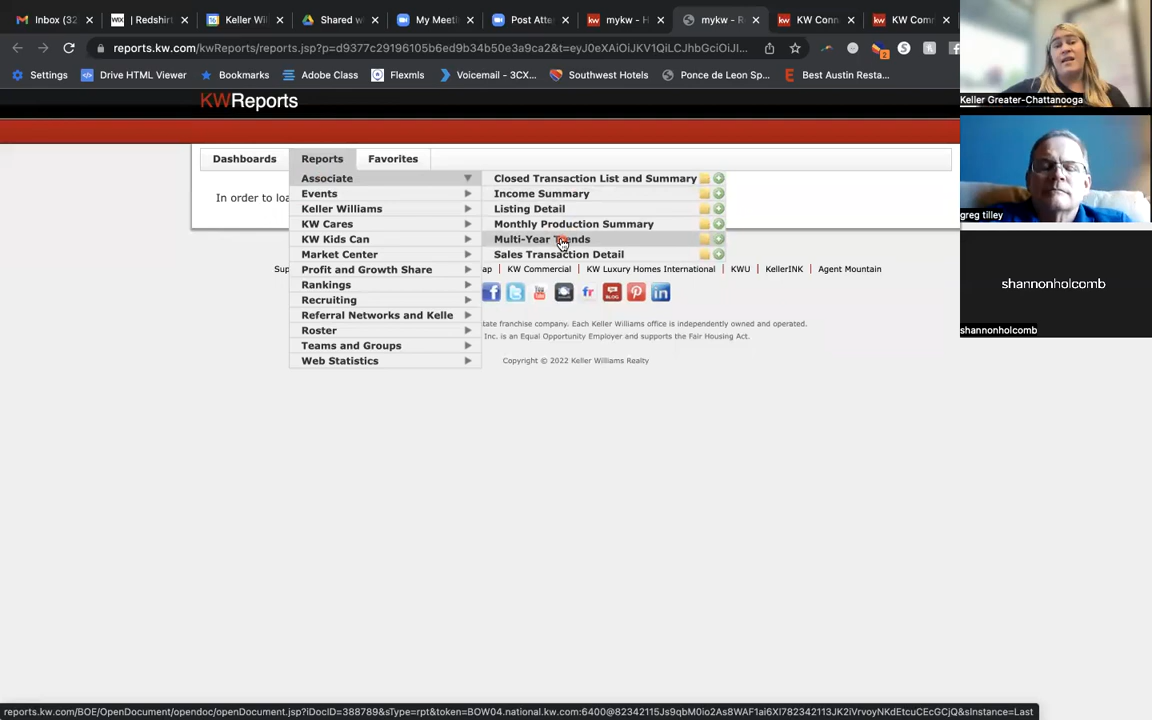 Inbox (32
| Redshirt
Keller Wil
Shared w
My Meeti
Post Atte
mykw - H
mykw - R
KW Conn
KW Com
reports.kw.com/kwReports/reports.jsp?p=d9377c29196105b6ed9b34b50e3a9ca2&t=eyJ0eXAiOiJKV1QiLCJhbGciOiJI...
2
Settings
Drive HTML Viewer
Bookmarks
Adobe Class
Flexmls
Voicemail - 3CX...
Southwest Hotels
Ponce de Leon Sp...
Best Austin Resta...
KWReports
Dashboards
Reports
Favorites
In order to loa
Associate
Events
Keller Williams
KW Cares
KW Kids Can
Market Center
Profit and Growth Share
Rankings
Recruiting
Referral Networks and Kelle
Roster
Teams and Groups
Web Statistics
Closed Transaction List and Summary
Income Summary
Listing Detail
Monthly Production Summary
Multi-Year Trends
Sales Transaction Detail
Sup
ap | KW Commercial | KW Luxury Homes International | KWU | KellerINK | Agent Mountain
state franchise company. Each Keller Williams office is independently owned and operated.
Inc. is an Equal Opportunity Employer and supports the Fair Housing Act.
Copyright © 2022 Keller Williams Realty
Keller Greater-Chattanooga
greg tilley
shannonholcomb
shannonholcomb
reports.kw.com/BOE/OpenDocument/opendoc/openDocument.jsp?iDocID=388789&sType=rpt&token=BOW04.national.kw.com:6400@82342115Js9qbM0io2As8WAF1ai6XI782342113JK2iVrvoyNKdEtcuCEcGCjQ&sInstance=Last